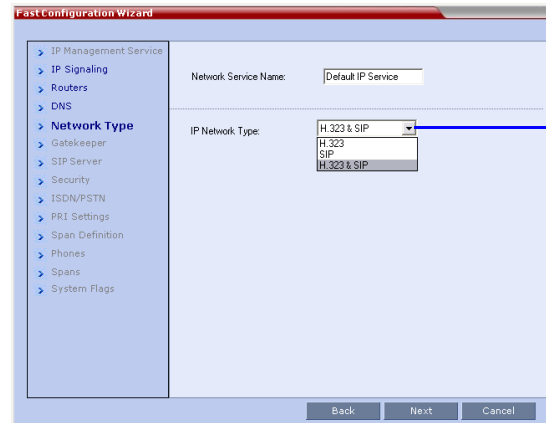 Fast Configuration Wizard
IP Management Service
IP Signaling
Routers
DNS
Network Type
Gatekeeper
SIP Server
Security
ISDN/PSTN
PRI Settings
Span Definition
Phones
Spans
System Flags
Network Service Name: Default IP Service
IP Network Type: H.323 & SIP
H.323
SIP
H.323 & SIP
Back Next Cancel